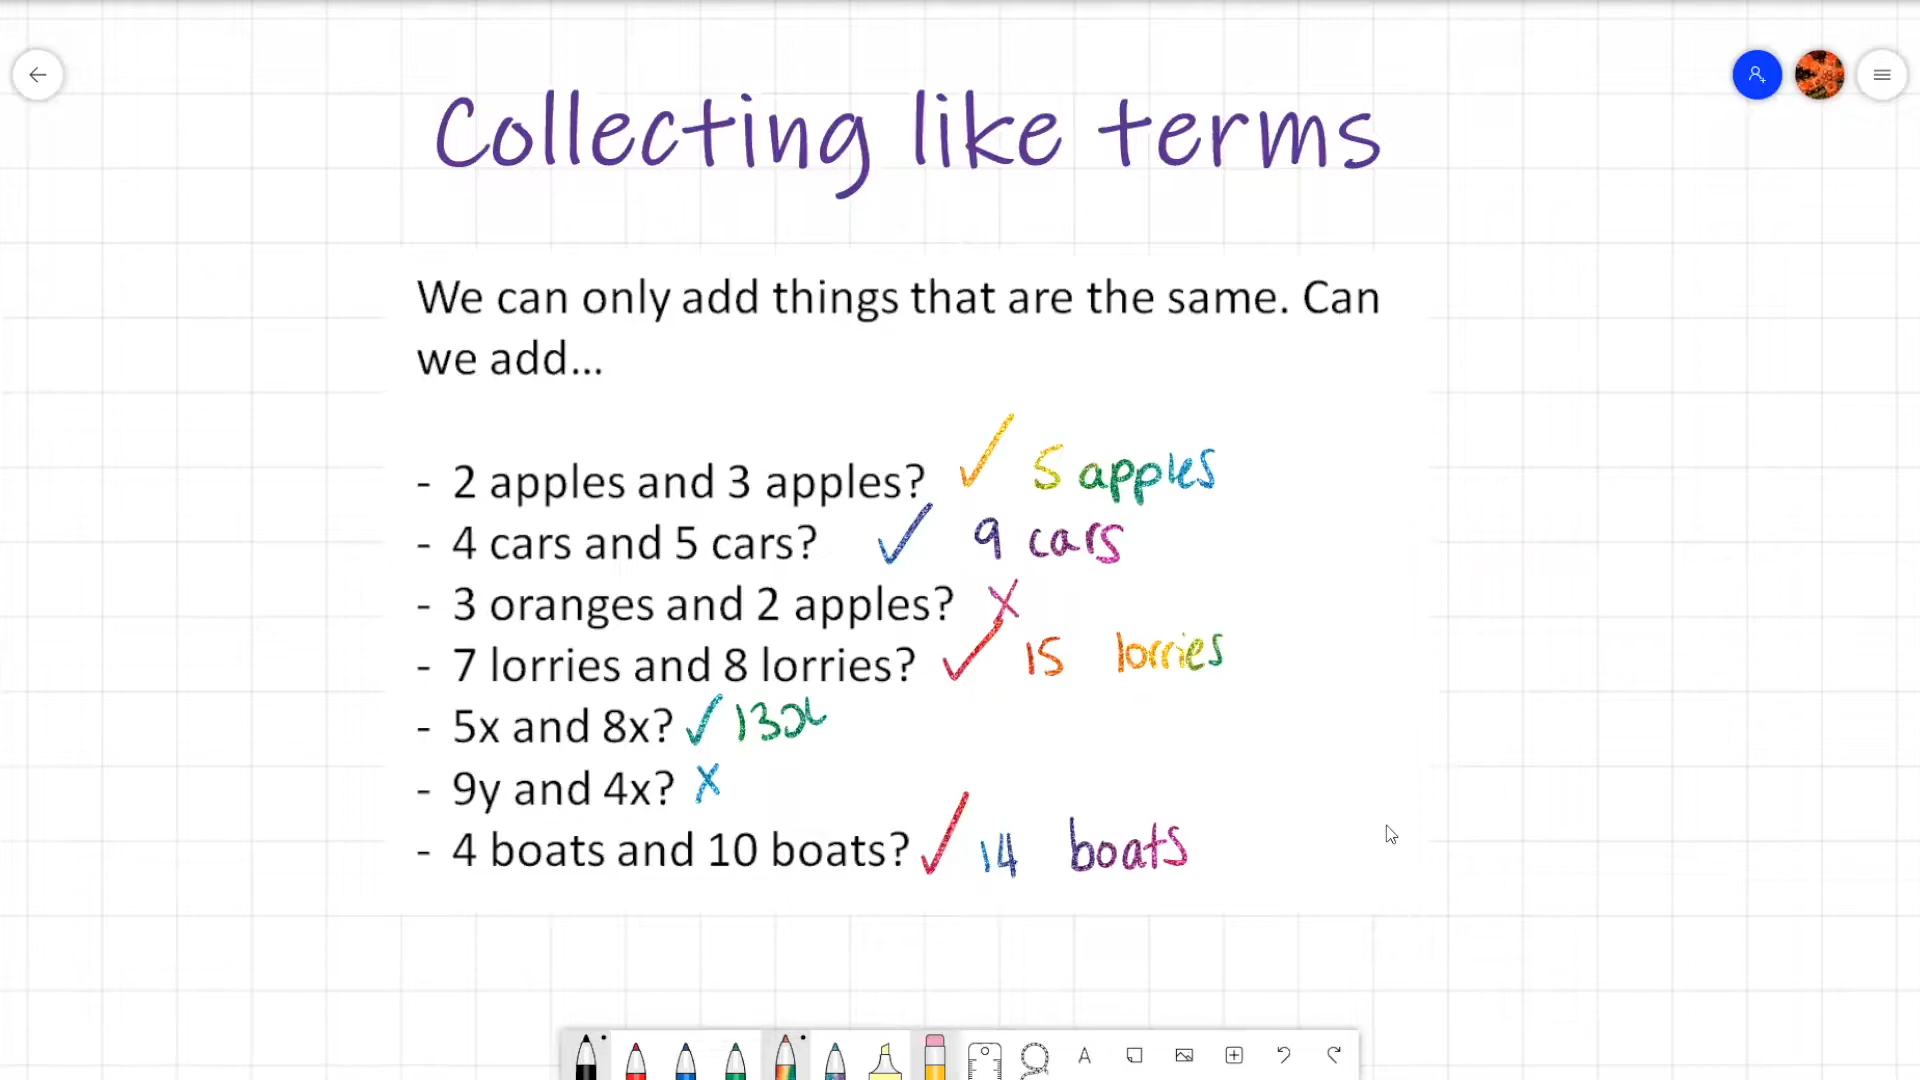 Collecting like terms
We can only add things that are the same. Can
we add...
- 2 apples and 3 apples? ✓ 5 apples
- 4 cars and 5 cars? ✓ 9 cars
- 3 oranges and 2 apples? X
- 7 lorries and 8 lorries? ✓ 15 lorries
- 5x and 8x? ✓ 13x
- 9y and 4x? X
- 4 boats and 10 boats? ✓ 14 boats